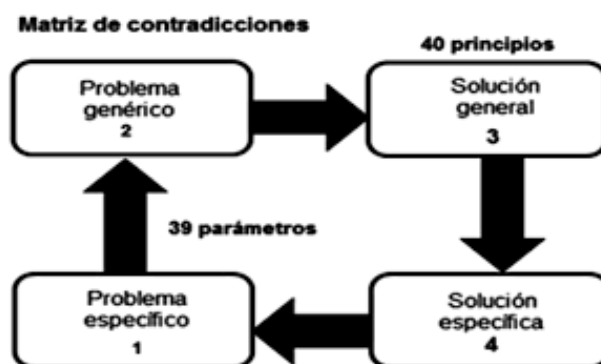 Matriz de contradicciones
40 principios
Problema
genérico
2
Solución
general
3
39 parámetros
Problema
específico
1
Solución
específica
4